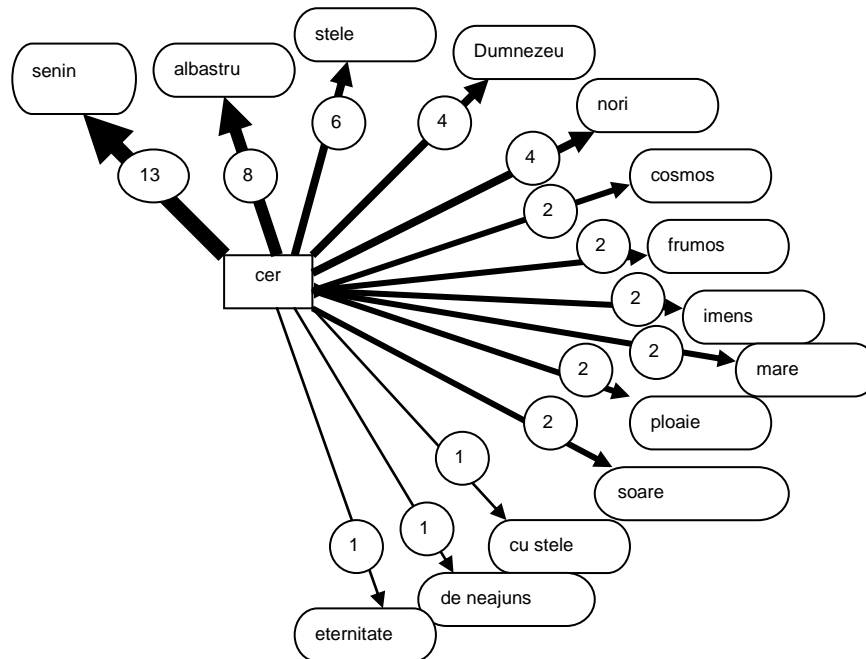 stele
Dumnezeu
albastru
senin
nori
6
4
4
13
8
cosmos
2
frumos
2
cer
2
imens
2
mare
2
ploaie
2
soare
1
cu stele
1
1
de neajuns
eternitate